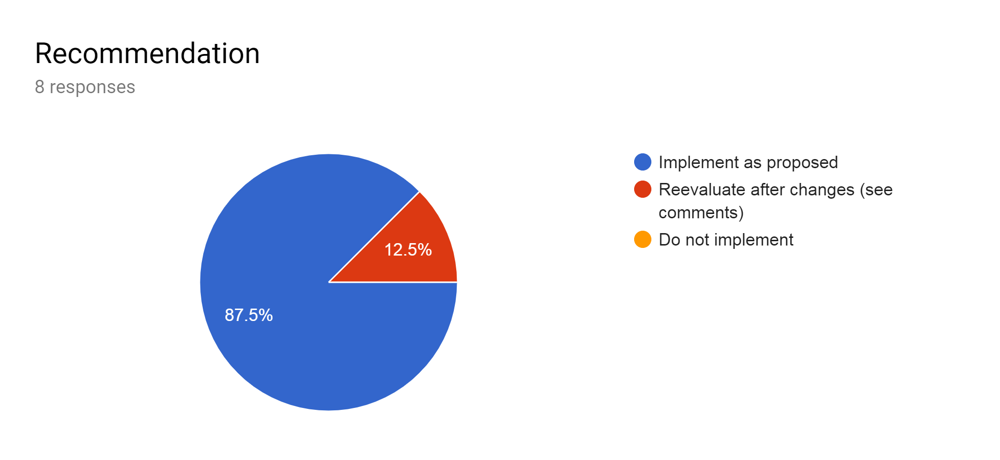 Recommendation
8 responses
Implement as proposed
Reevaluate after changes (see
comments)
Do not implement
12.5%
87.5%